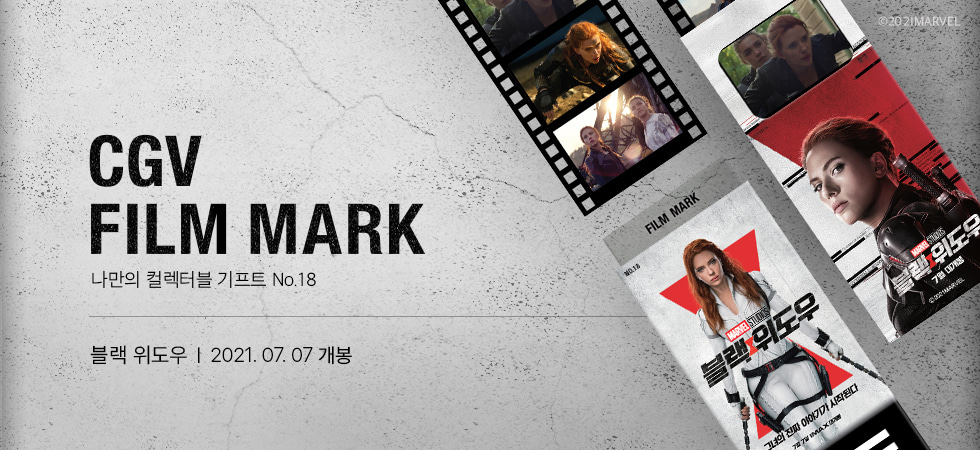 ©2021MARVEL
CGV
FILM MARK
나만의 컬렉터블 기프트 No.18
블랙 위도우 | 2021. 07. 07 개봉
FILM MARK
NO.18
MARVEL STUDIOS
블랙 위도우
그녀의 진짜 이야기가 시작된다
MARVEL STUDIOS
블랙 위도우
7월 대개봉
©2021MARVEL